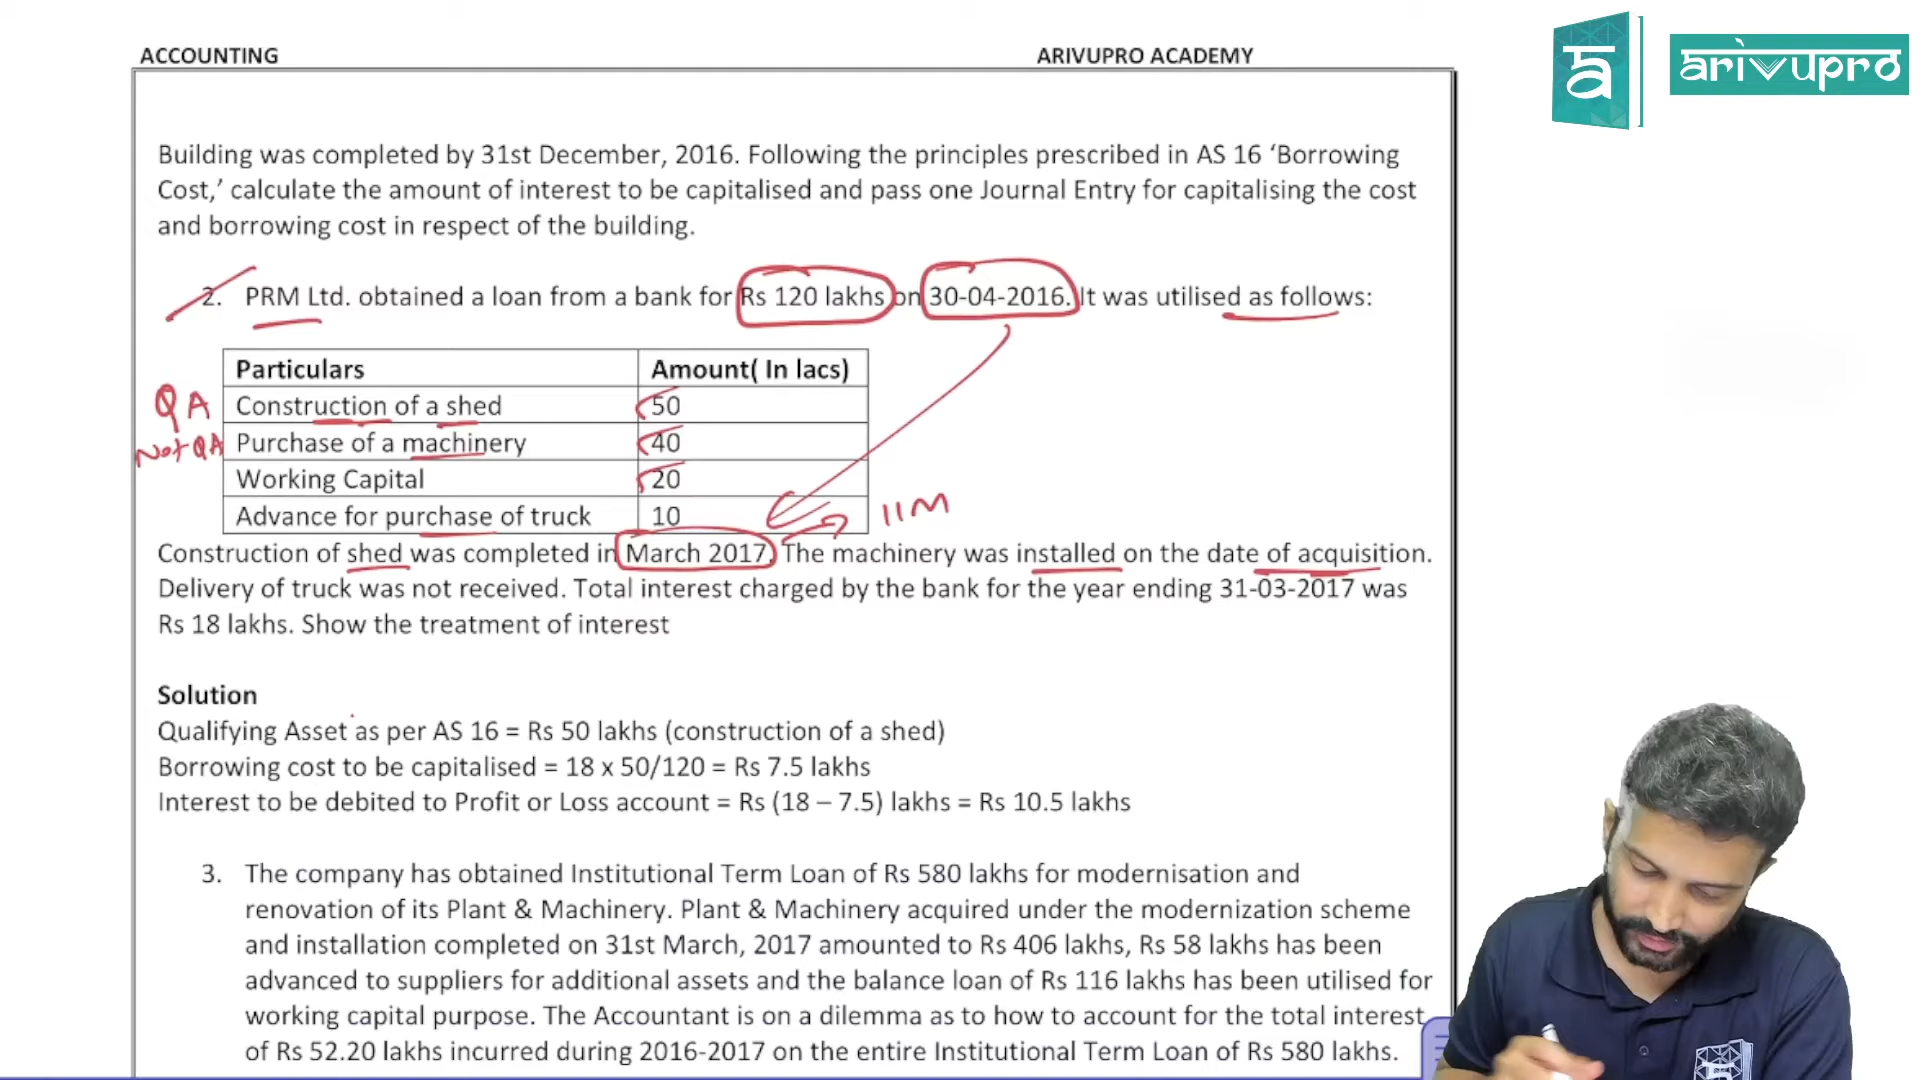 ACCOUNTING
ARIVUPRO ACADEMY
ā
arivupro
Building was completed by 31st December, 2016. Following the principles prescribed in AS 16 ‘Borrowing
Cost,’ calculate the amount of interest to be capitalised and pass one Journal Entry for capitalising the cost
and borrowing cost in respect of the building.
2. PRM Ltd. obtained a loan from a bank for Rs 120 lakhs on 30-04-2016. It was utilised as follows:
Particulars Amount( In lacs)
QA Construction of a shed 50
Not QA Purchase of a machinery 40
Working Capital 20
Advance for purchase of truck 10
11M
Construction of shed was completed in March 2017. The machinery was installed on the date of acquisition.
Delivery of truck was not received. Total interest charged by the bank for the year ending 31-03-2017 was
Rs 18 lakhs. Show the treatment of interest
Solution
Qualifying Asset as per AS 16 = Rs 50 lakhs (construction of a shed)
Borrowing cost to be capitalised = 18 x 50/120 = Rs 7.5 lakhs
Interest to be debited to Profit or Loss account = Rs (18 – 7.5) lakhs = Rs 10.5 lakhs
3. The company has obtained Institutional Term Loan of Rs 580 lakhs for modernisation and
renovation of its Plant & Machinery. Plant & Machinery acquired under the modernization scheme
and installation completed on 31st March, 2017 amounted to Rs 406 lakhs, Rs 58 lakhs has been
advanced to suppliers for additional assets and the balance loan of Rs 116 lakhs has been utilised for
working capital purpose. The Accountant is on a dilemma as to how to account for the total interest
of Rs 52.20 lakhs incurred during 2016-2017 on the entire Institutional Term Loan of Rs 580 lakhs.